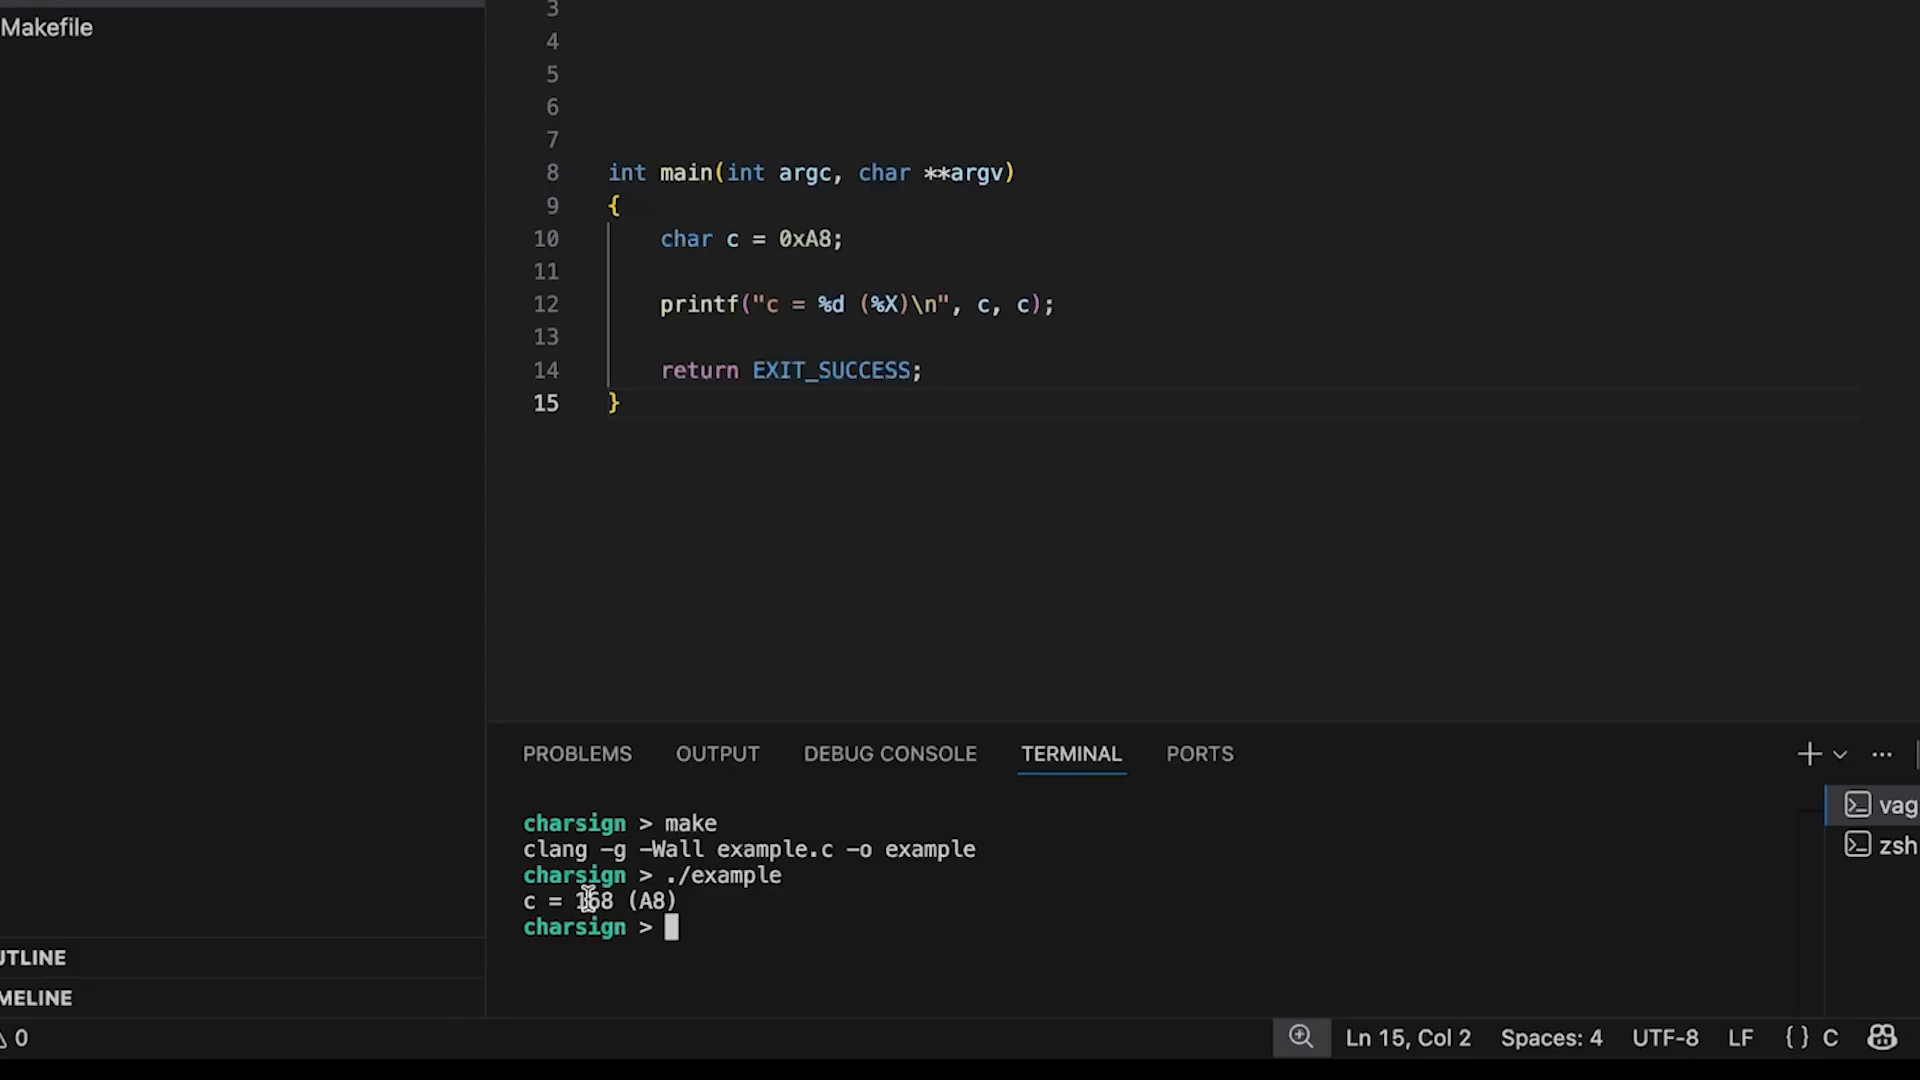 Makefile
3
4
5
6
7
8 int main(int argc, char **argv)
9 {
10 char c = 0xA8;
11
12 printf("c = %d (%X)\n", c, c);
13
14 return EXIT_SUCCESS;
15 }
PROBLEMS OUTPUT DEBUG CONSOLE TERMINAL PORTS
charsign > make
clang -g -Wall example.c -o example
charsign > ./example
c = 168 (A8)
charsign >
vag
zsh
UTLINE
MELINE
0
Ln 15, Col 2 Spaces: 4 UTF-8 LF {} C